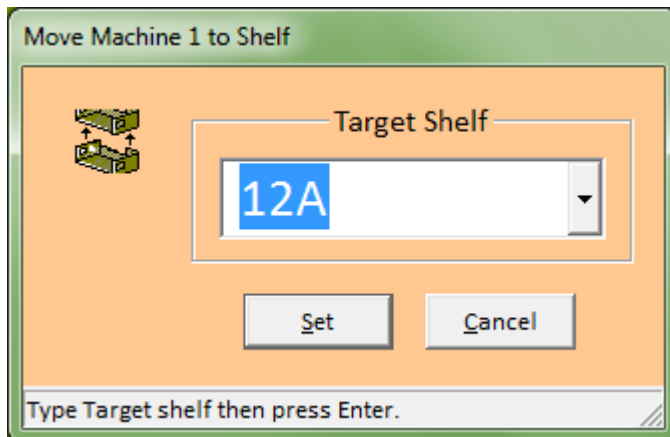 Move Machine 1 to Shelf
Target Shelf
12A
Set
Cancel
Type Target shelf then press Enter.